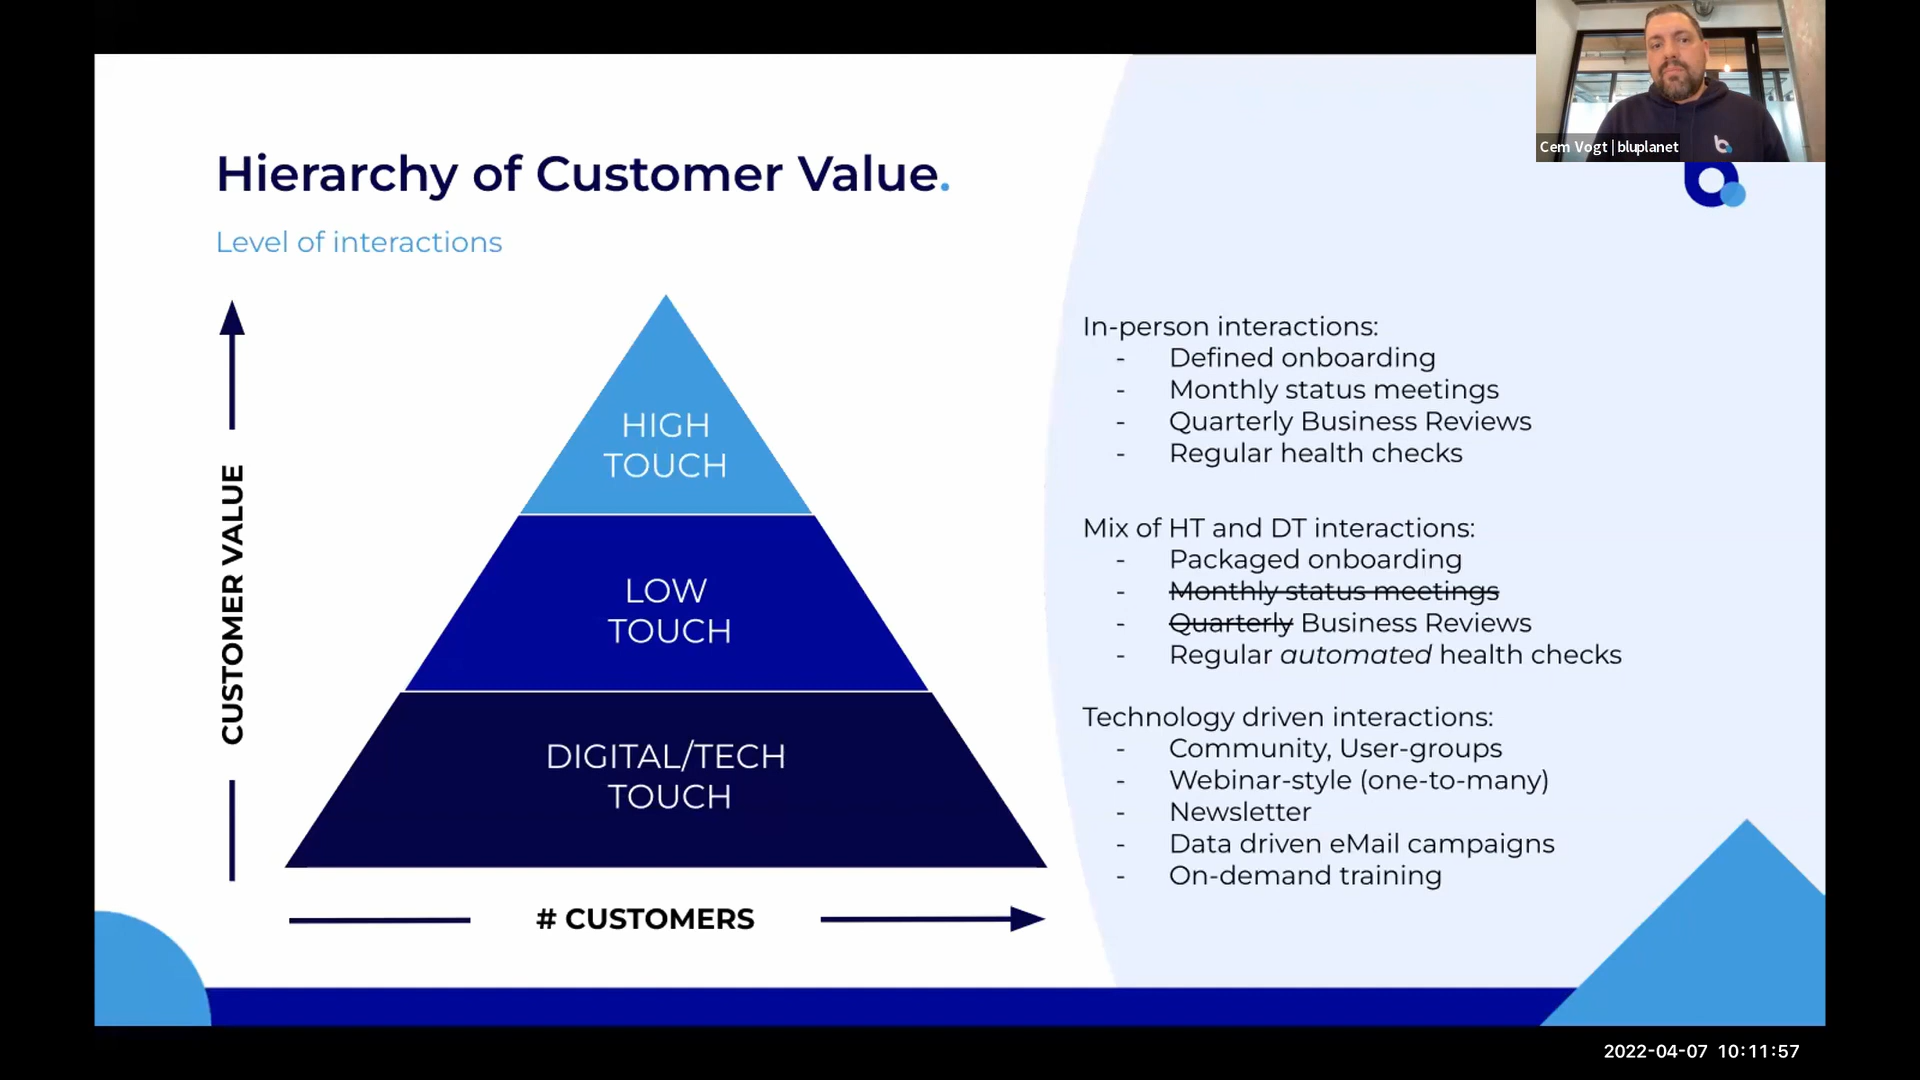 Cem Vogt | bluplanet
Hierarchy of Customer Value.
Level of interactions
CUSTOMER VALUE
HIGH
TOUCH
LOW
TOUCH
DIGITAL/TECH
TOUCH
# CUSTOMERS
In-person interactions:
- Defined onboarding
- Monthly status meetings
- Quarterly Business Reviews
- Regular health checks
Mix of HT and DT interactions:
- Packaged onboarding
- Monthly status meetings
- Quarterly Business Reviews
- Regular automated health checks
Technology driven interactions:
- Community, User-groups
- Webinar-style (one-to-many)
- Newsletter
- Data driven eMail campaigns
- On-demand training
2022-04-07 10:11:57